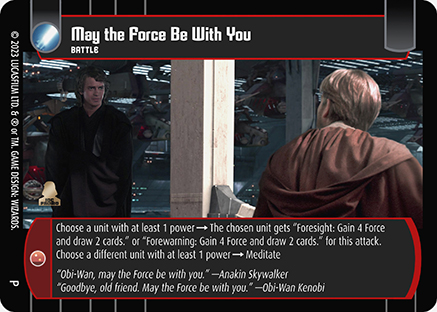 May the Force Be With You
BATTLE
© 2023 LUCASFILM LTD. & ® or TM. GAME DESIGN: WIZARDS.
Choose a unit with at least 1 power → The chosen unit gets "Foresight: Gain 4 Force
and draw 2 cards." or "Forewarning: Gain 4 Force and draw 2 cards." for this attack.
Choose a different unit with at least 1 power → Meditate
"Obi-Wan, may the Force be with you." —Anakin Skywalker
"Goodbye, old friend. May the Force be with you." —Obi-Wan Kenobi
P